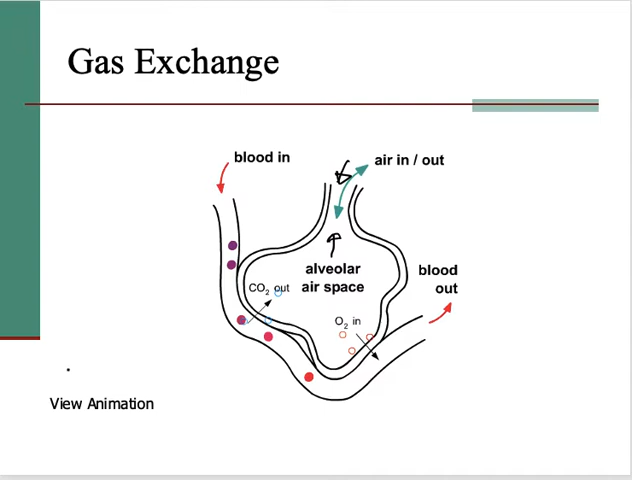 Gas Exchange
blood in
air in / out
alveolar
air space
CO₂ out
O₂ in
blood
out
View Animation